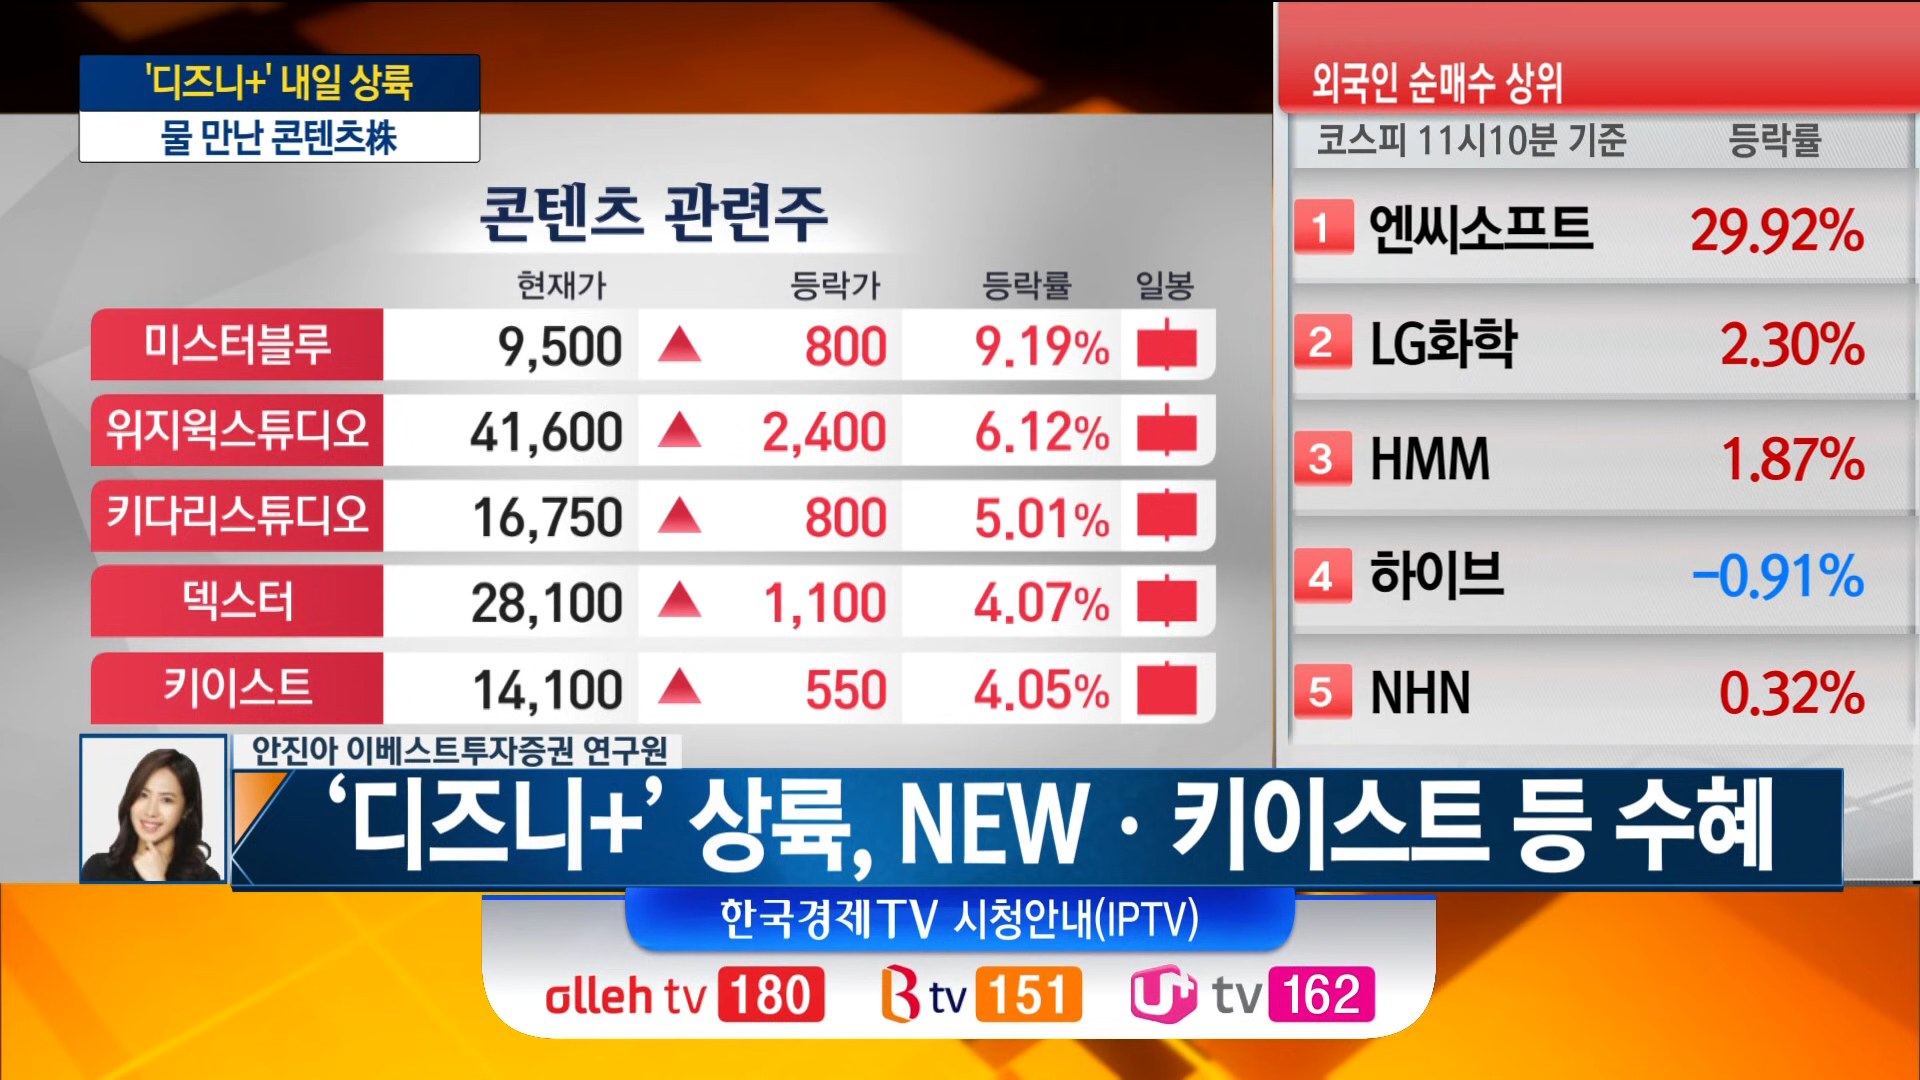 '디즈니+' 내일 상륙
물 만난 콘텐츠株
콘텐츠 관련주
현재가 등락가 등락률 일봉
미스터블루 9,500 ▲ 800 9.19%
위지윅스튜디오 41,600 ▲ 2,400 6.12%
키다리스튜디오 16,750 ▲ 800 5.01%
덱스터 28,100 ▲ 1,100 4.07%
키이스트 14,100 ▲ 550 4.05%
외국인 순매수 상위
코스피 11시10분 기준 등락률
1 엔씨소프트 29.92%
2 LG화학 2.30%
3 HMM 1.87%
4 하이브 -0.91%
5 NHN 0.32%
안진아 이베스트투자증권 연구원
‘디즈니+’ 상륙, NEW · 키이스트 등 수혜
한국경제TV 시청안내(IPTV)
olleh tv 180 B tv 151 U+ tv 162